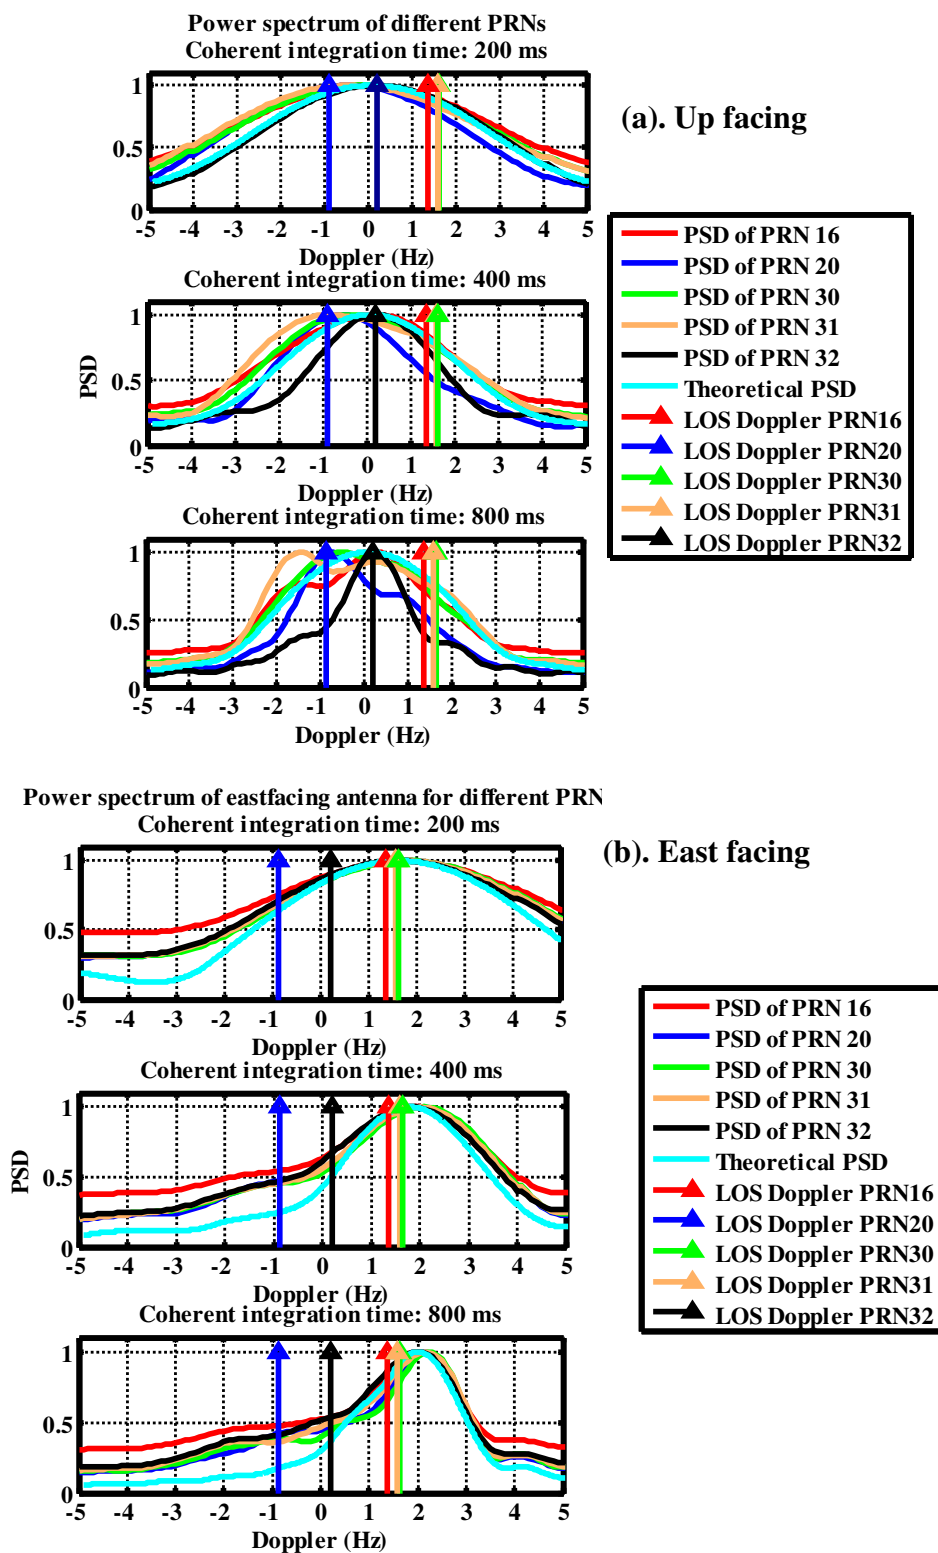 Power spectrum of different PRNs
Coherent integration time: 200 ms
1
0.5
0
-5 -4 -3 -2 -1 0 1 2 3 4 5
Doppler (Hz)
(a). Up facing
Coherent integration time: 400 ms
1
0.5
0
PSD
-5 -4 -3 -2 -1 0 1 2 3 4 5
Doppler (Hz)
Coherent integration time: 800 ms
1
0.5
0
-5 -4 -3 -2 -1 0 1 2 3 4 5
Doppler (Hz)
PSD of PRN 16
PSD of PRN 20
PSD of PRN 30
PSD of PRN 31
PSD of PRN 32
Theoretical PSD
LOS Doppler PRN16
LOS Doppler PRN20
LOS Doppler PRN30
LOS Doppler PRN31
LOS Doppler PRN32
Power spectrum of eastfacing antenna for different PRN
Coherent integration time: 200 ms
1
0.5
0
-5 -4 -3 -2 -1 0 1 2 3 4 5
Doppler (Hz)
(b). East facing
Coherent integration time: 400 ms
1
0.5
0
PSD
-5 -4 -3 -2 -1 0 1 2 3 4 5
Doppler (Hz)
Coherent integration time: 800 ms
1
0.5
0
-5 -4 -3 -2 -1 0 1 2 3 4 5
Doppler (Hz)
PSD of PRN 16
PSD of PRN 20
PSD of PRN 30
PSD of PRN 31
PSD of PRN 32
Theoretical PSD
LOS Doppler PRN16
LOS Doppler PRN20
LOS Doppler PRN30
LOS Doppler PRN31
LOS Doppler PRN32